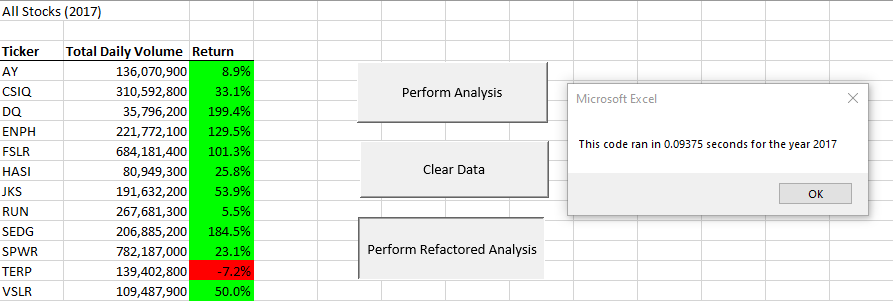 All Stocks (2017)
Ticker Total Daily Volume Return
AY 136,070,900 8.9%
CSIQ 310,592,800 33.1%
DQ 35,796,200 199.4%
ENPH 221,772,100 129.5%
FSLR 684,181,400 101.3%
HASI 80,949,300 25.8%
JKS 191,632,200 53.9%
RUN 267,681,300 5.5%
SEDG 206,885,200 184.5%
SPWR 782,187,000 23.1%
TERP 139,402,800 -7.2%
VSLR 109,487,900 50.0%
Perform Analysis
Clear Data
Perform Refactored Analysis
Microsoft Excel
This code ran in 0.09375 seconds for the year 2017
OK